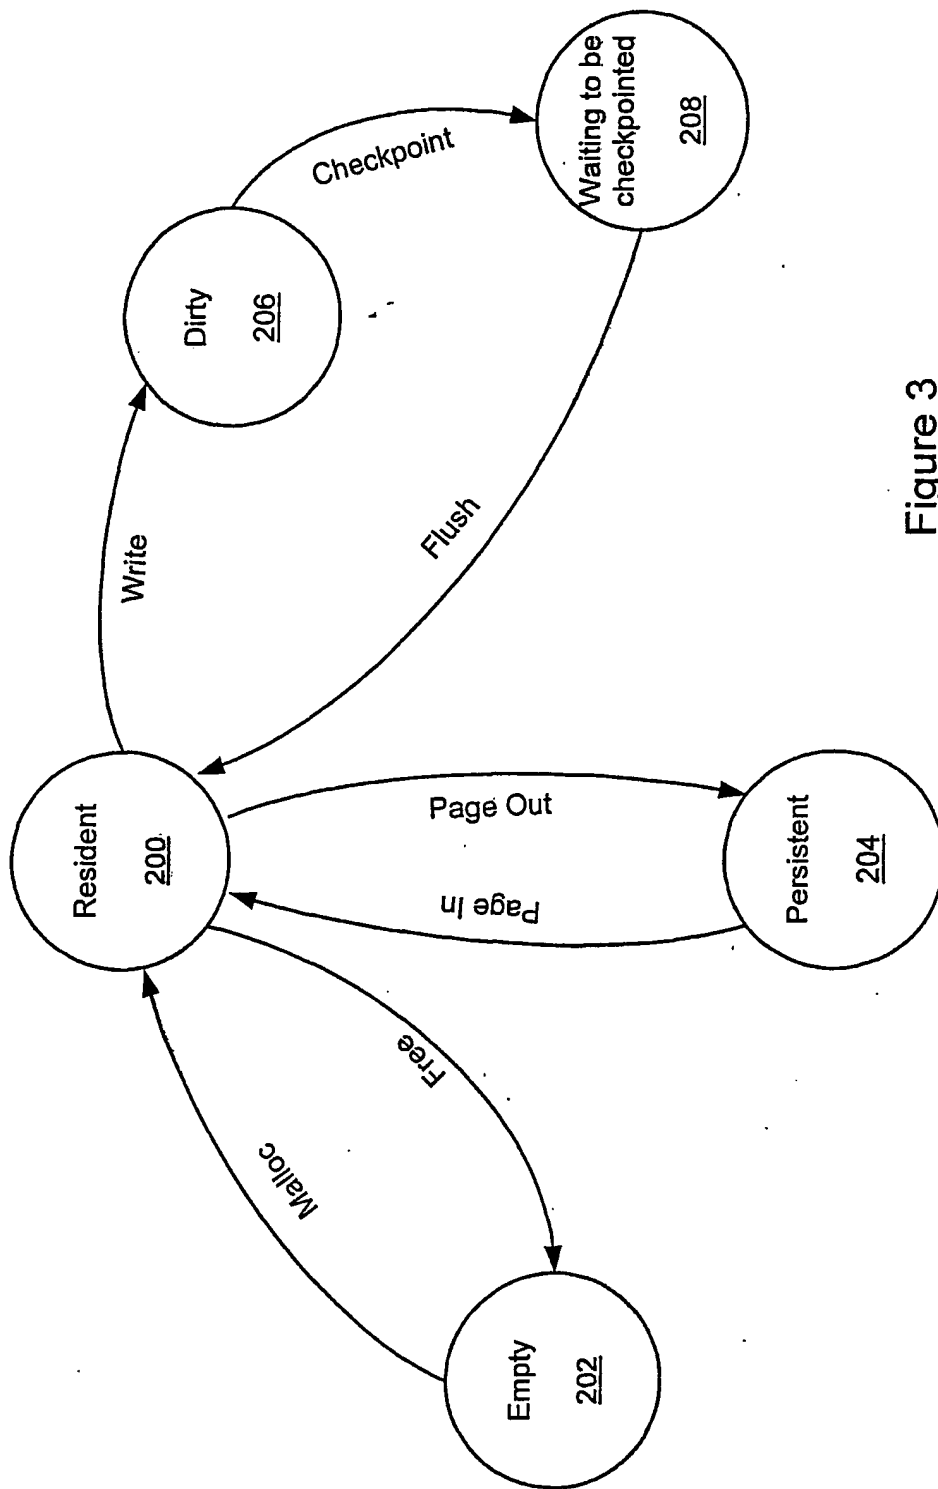 Resident
200
Write
Dirty
206
Checkpoint
Waiting to be
checkpointed
208
Flush
Page Out
Page In
Persistent
204
Free
Malloc
Empty
202
Figure 3